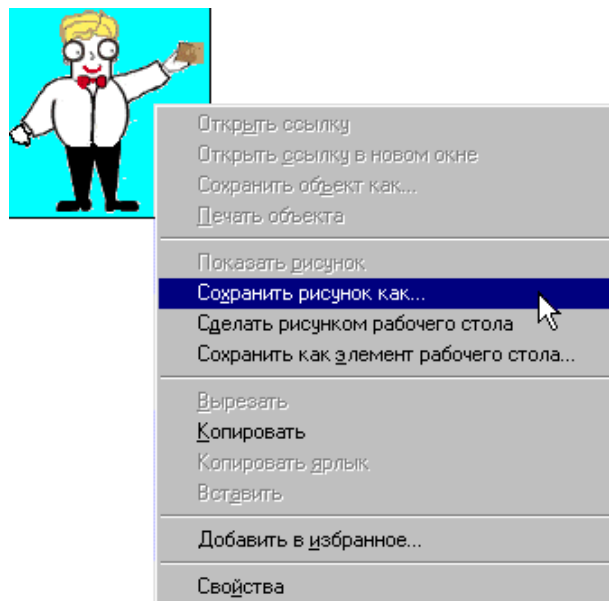 Открыть ссылку
Открыть ссылку в новом окне
Сохранить объект как...
Печать объекта
Показать рисунок
Сохранить рисунок как...
Сделать рисунком рабочего стола
Сохранить как элемент рабочего стола...
Вырезать
Копировать
Копировать ярлык
Вставить
Добавить в избранное...
Свойства